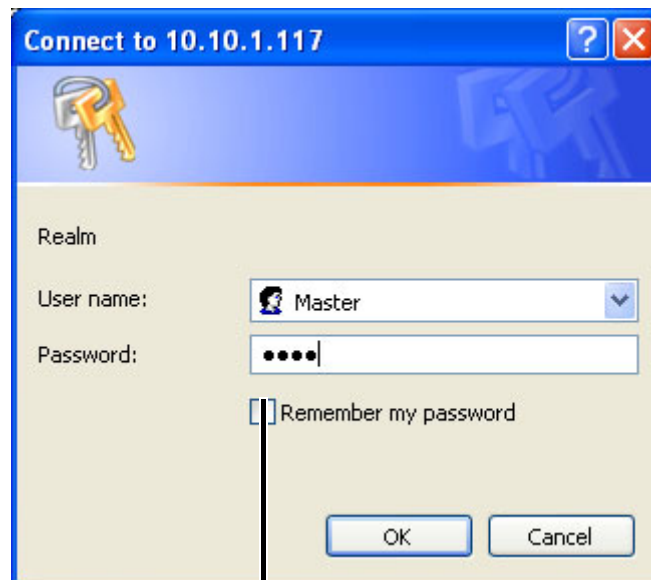 Connect to 10.10.1.117
Realm
User name:
Master
Password:
••••
Remember my password
OK
Cancel